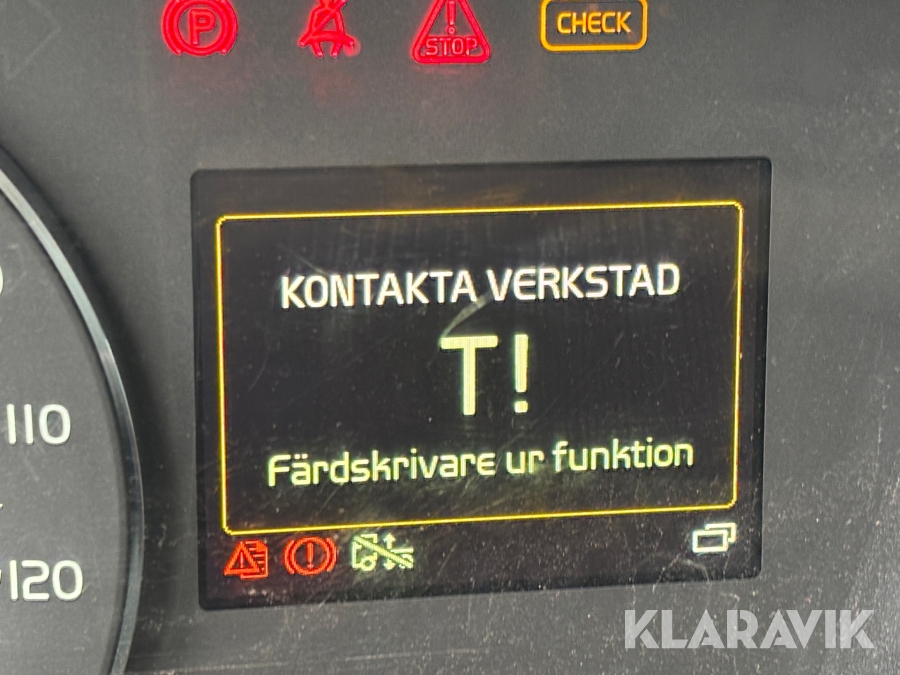 P
STOP
CHECK
KONTAKTA VERKSTAD
T!
Färdskrivare ur funktion
110
120
KLARAVIK